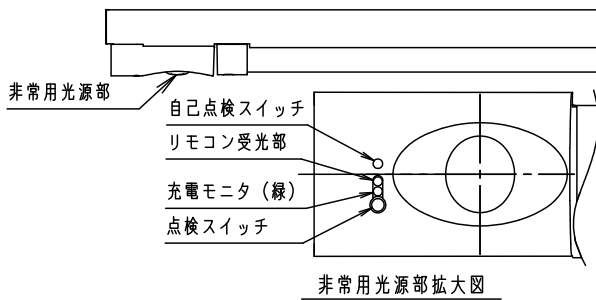 非常用光源部
自己点検スイッチ
リモコン受光部
充電モニタ（緑）
点検スイッチ
非常用光源部拡大図